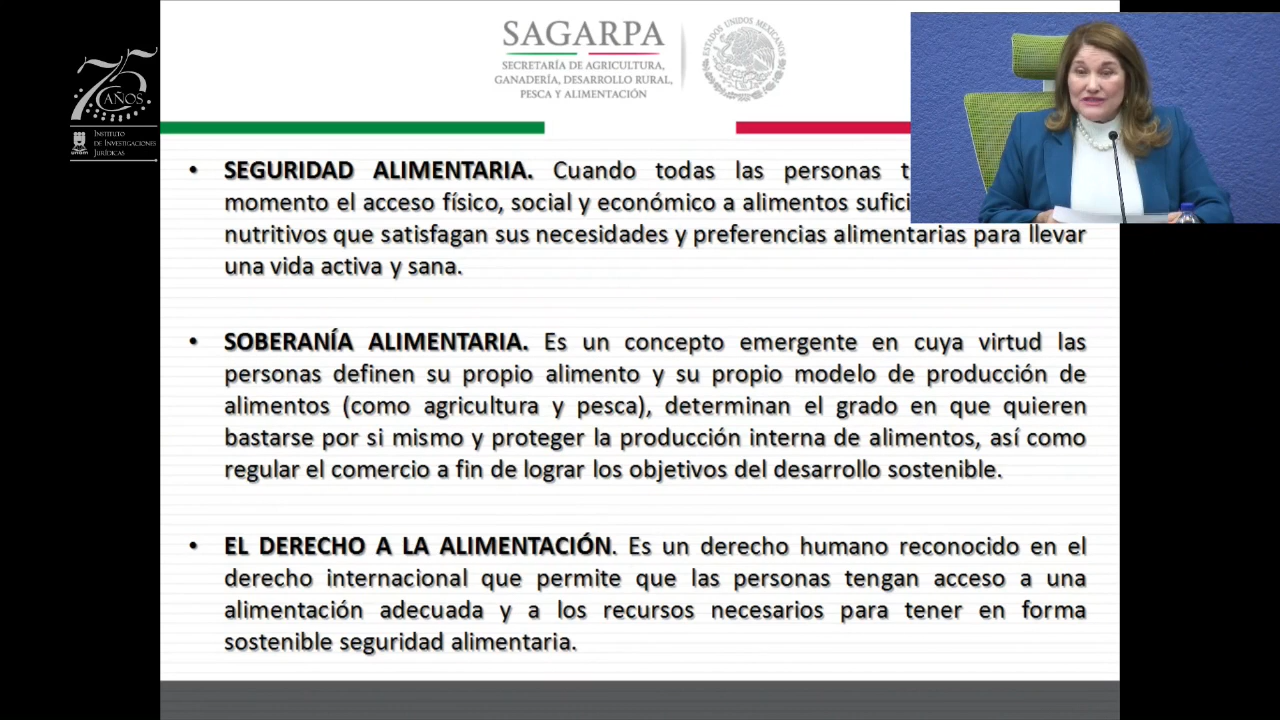 75
AÑOS
INSTITUTO
DE INVESTIGACIONES
JURÍDICAS
UNAM
SAGARPA
SECRETARÍA DE AGRICULTURA,
GANADERÍA, DESARROLLO RURAL,
PESCA Y ALIMENTACIÓN
ESTADOS UNIDOS MEXICANOS
• SEGURIDAD ALIMENTARIA. Cuando todas las personas
momento el acceso físico, social y económico a alimentos
nutritivos que satisfagan sus necesidades y preferencias alimentarias para llevar
una vida activa y sana.
• SOBERANÍA ALIMENTARIA. Es un concepto emergente en cuya virtud las
personas definen su propio alimento y su propio modelo de producción de
alimentos (como agricultura y pesca), determinan el grado en que quieren
bastarse por si mismo y proteger la producción interna de alimentos, así como
regular el comercio a fin de lograr los objetivos del desarrollo sostenible.
• EL DERECHO A LA ALIMENTACIÓN. Es un derecho humano reconocido en el
derecho internacional que permite que las personas tengan acceso a una
alimentación adecuada y a los recursos necesarios para tener en forma
sostenible seguridad alimentaria.